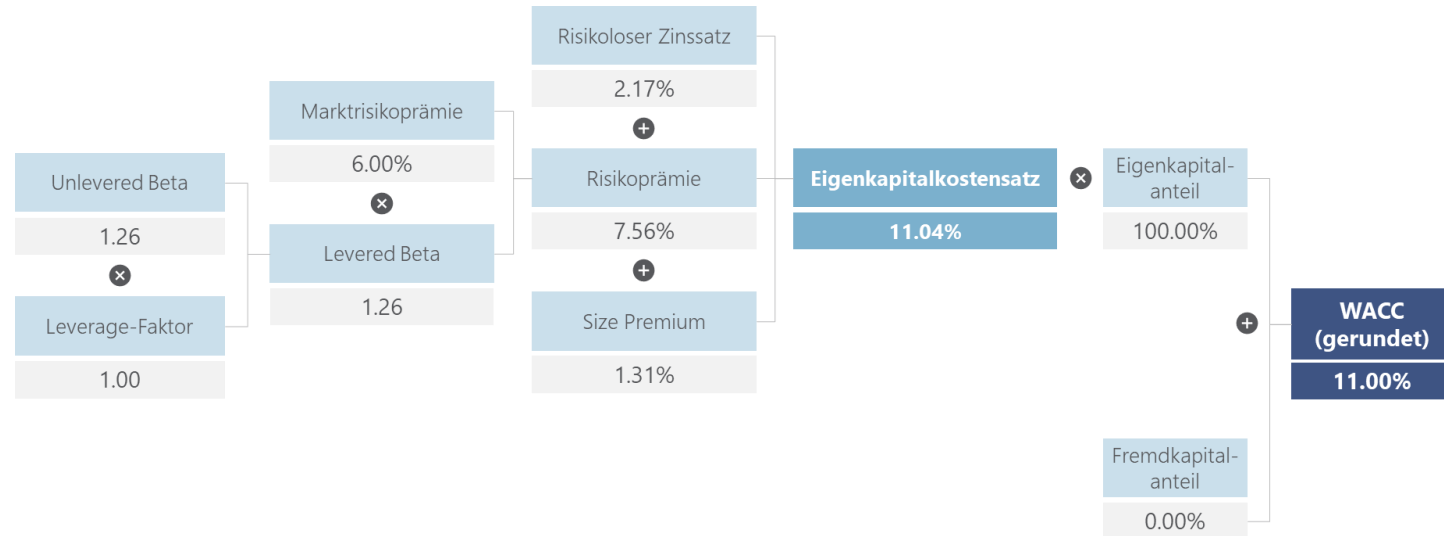 Unlevered Beta
1.26
Leverage-Faktor
1.00
Marktrisikoprämie
6.00%
Levered Beta
1.26
Risikoloser Zinssatz
2.17%
Risikoprämie
7.56%
Size Premium
1.31%
Eigenkapitalkostensatz
11.04%
Eigenkapital-
anteil
100.00%
Fremdkapital-
anteil
0.00%
WACC
(gerundet)
11.00%